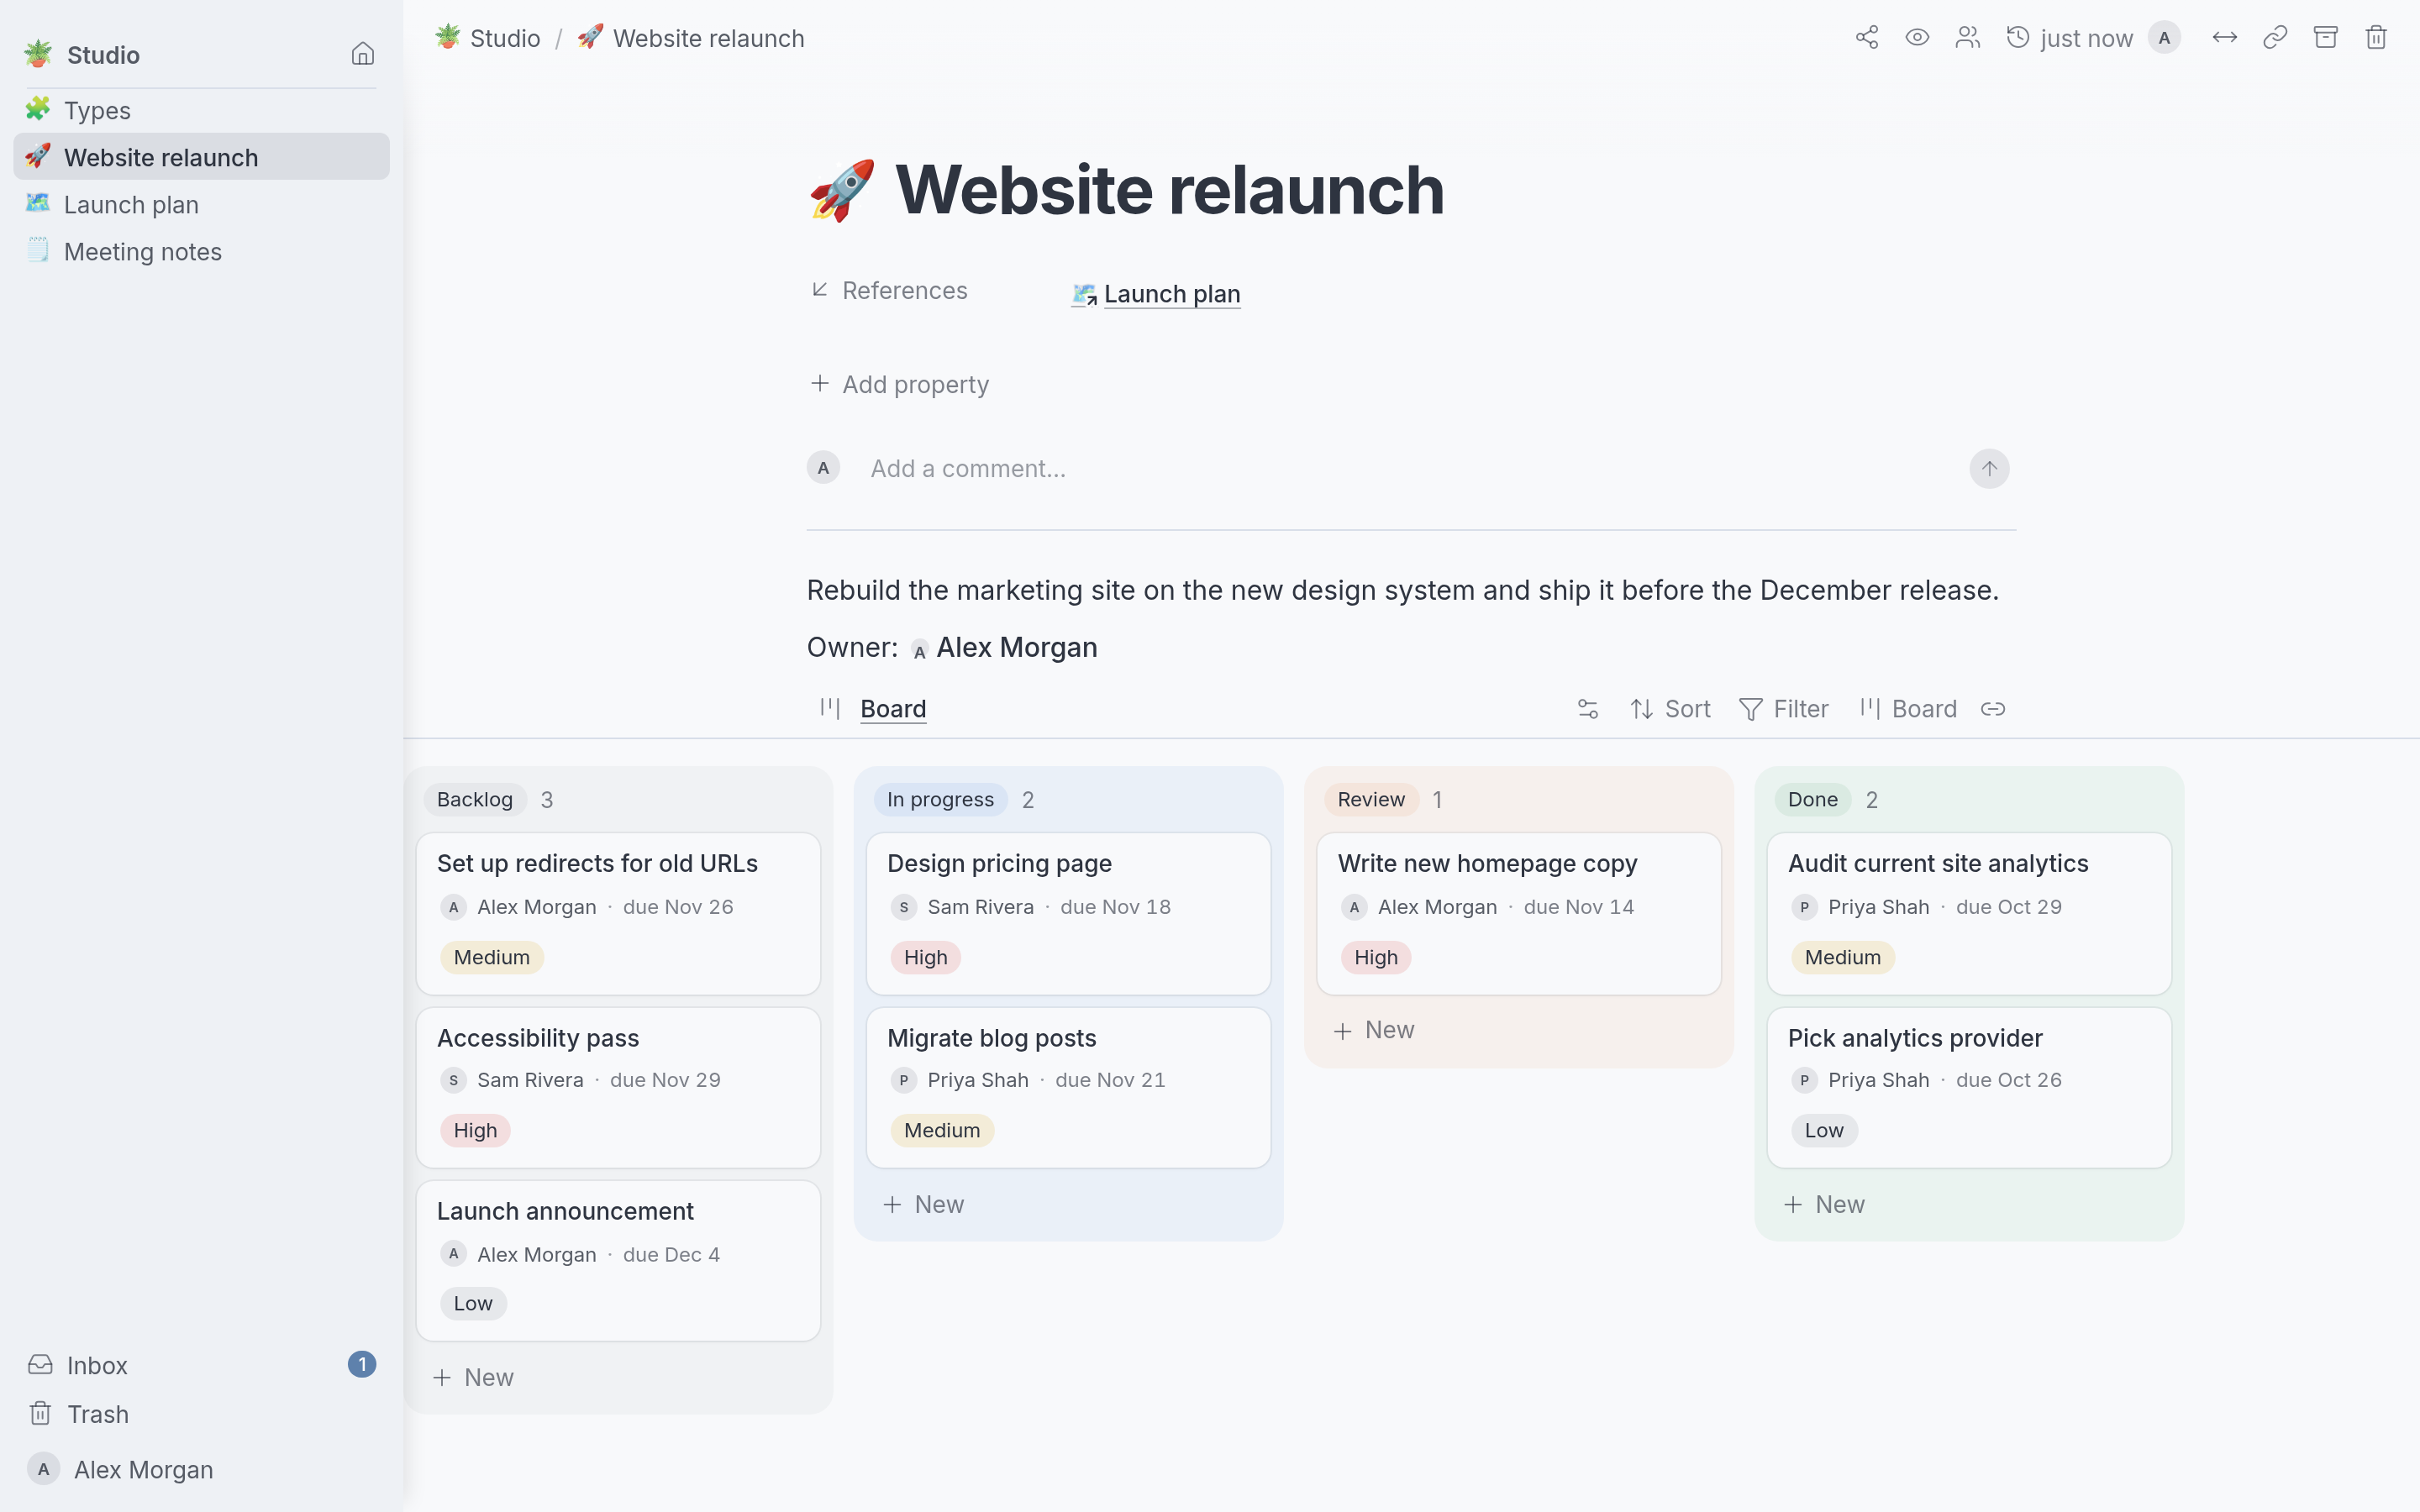 Studio
Types
Website relaunch
Launch plan
Meeting notes
Inbox 1
Trash
A Alex Morgan
Studio / Website relaunch
just now A
Website relaunch
References Launch plan
Add property
A Add a comment...
Rebuild the marketing site on the new design system and ship it before the December release.
Owner: A Alex Morgan
Board Sort Filter Board
Backlog 3
Set up redirects for old URLs
A Alex Morgan · due Nov 26
Medium
Accessibility pass
S Sam Rivera · due Nov 29
High
Launch announcement
A Alex Morgan · due Dec 4
Low
New
In progress 2
Design pricing page
S Sam Rivera · due Nov 18
High
Migrate blog posts
P Priya Shah · due Nov 21
Medium
New
Review 1
Write new homepage copy
A Alex Morgan · due Nov 14
High
New
Done 2
Audit current site analytics
P Priya Shah · due Oct 29
Medium
Pick analytics provider
P Priya Shah · due Oct 26
Low
New